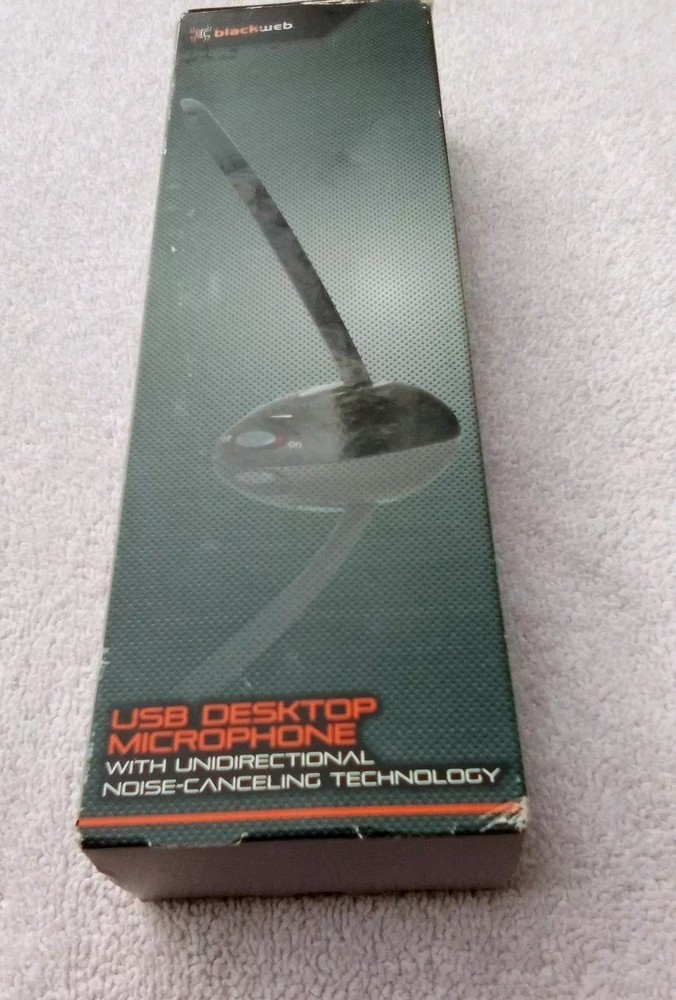 blackweb
ON
USB DESKTOP
MICROPHONE
WITH UNIDIRECTIONAL
NOISE-CANCELING TECHNOLOGY